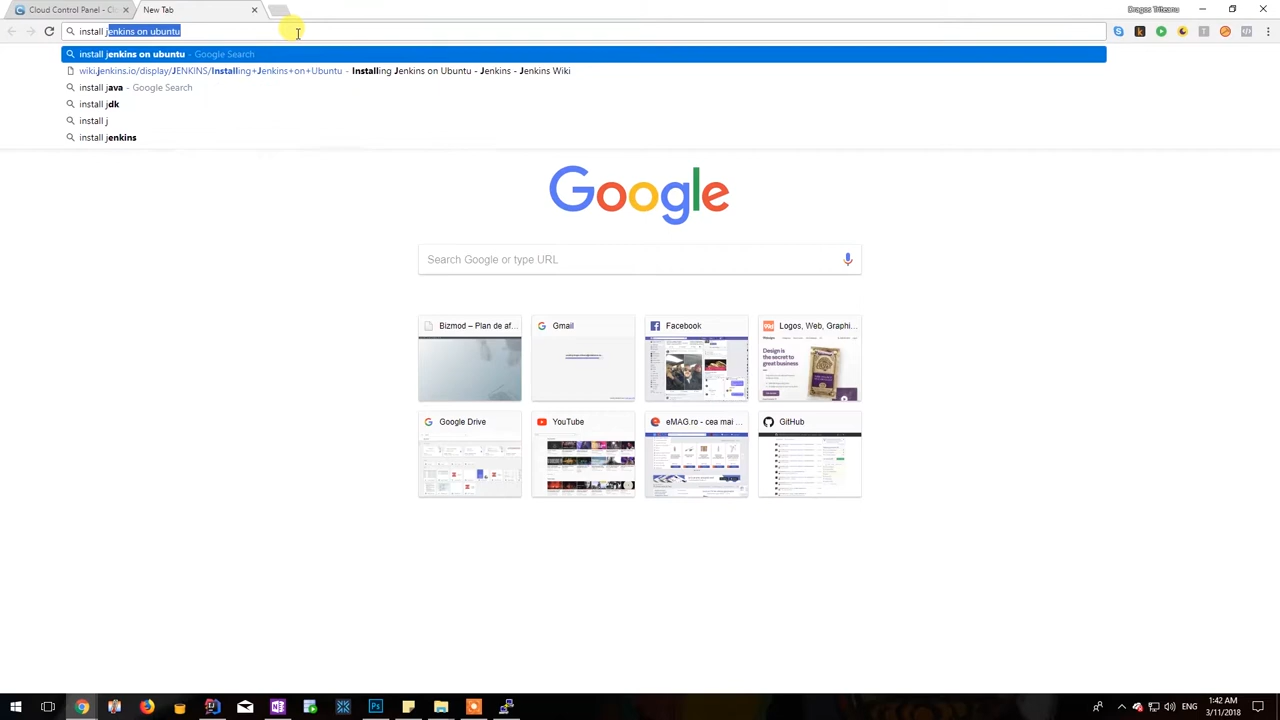 Cloud Control Panel - Cl
New Tab
Dragos Triteanu
install jenkins on ubuntu
install jenkins on ubuntu - Google Search
wiki.jenkins.io/display/JENKINS/Installing+Jenkins+on+Ubuntu - Installing Jenkins on Ubuntu - Jenkins - Jenkins Wiki
install java - Google Search
install jdk
install j
install jenkins
Google
Search Google or type URL
Bizmod – Plan de af...
Gmail
Facebook
Logos, Web, Graphi...
Design is the secret to great business
Google Drive
YouTube
eMAG.ro - cea mai ...
GitHub
ENG
1:42 AM
3/11/2018